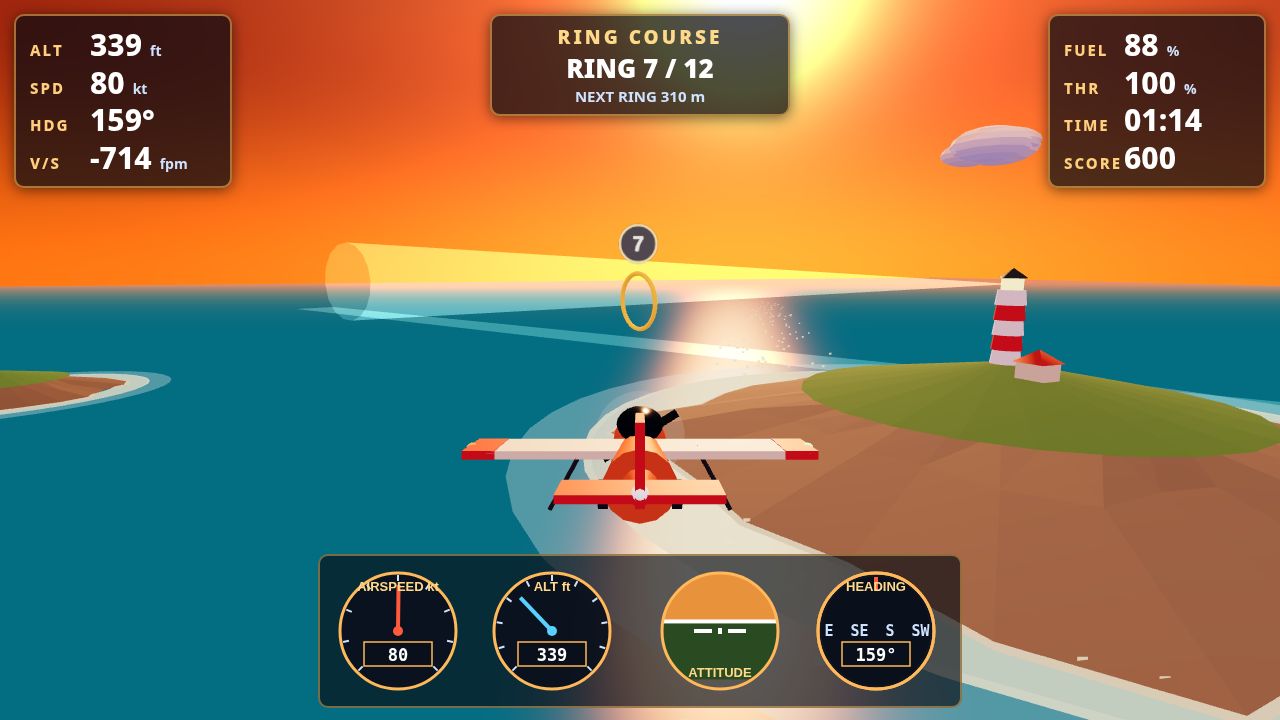 ALT 339 ft
SPD 80 kt
HDG 159°
V/S -714 fpm
RING COURSE
RING 7 / 12
NEXT RING 310 m
FUEL 88 %
THR 100 %
TIME 01:14
SCORE 600
7
AIRSPEED kt
80
ALT ft
339
ATTITUDE
HEADING
E SE S SW
159°